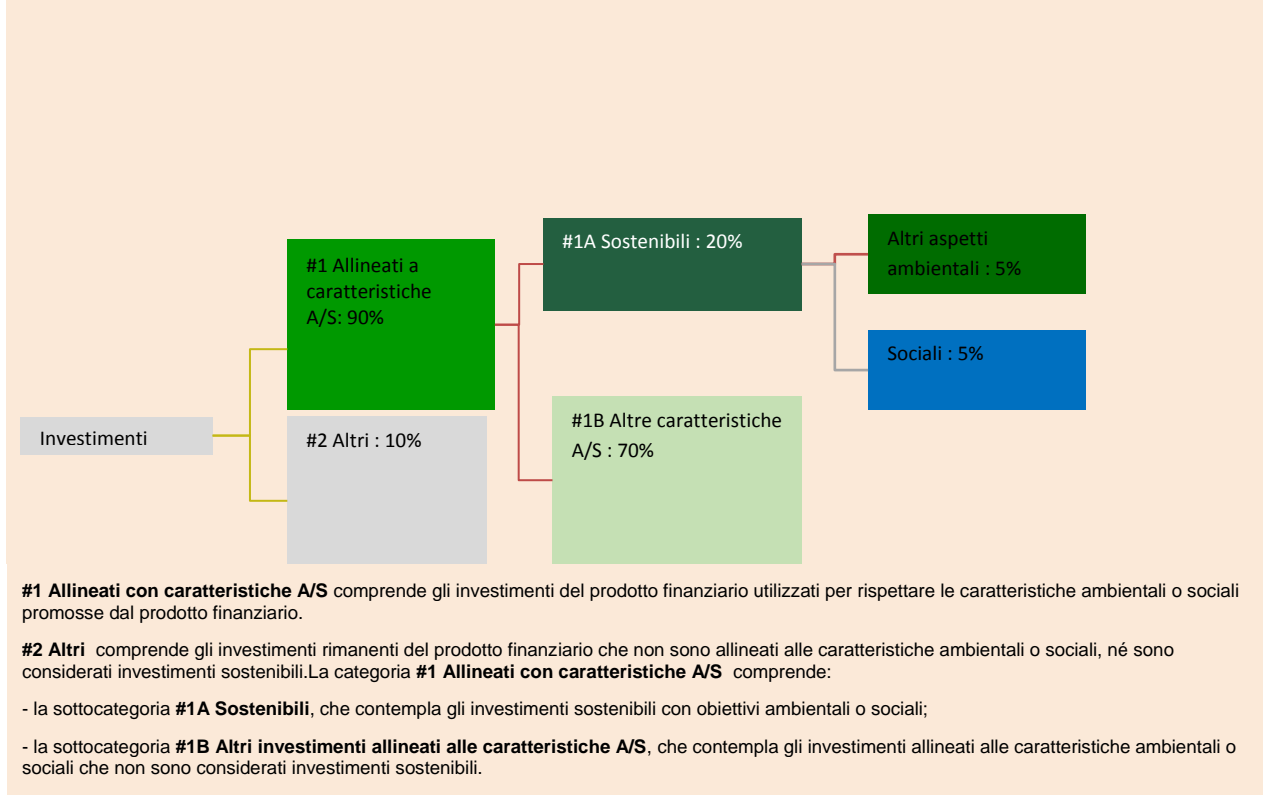 #1A Sostenibili : 20%
Altri aspetti
ambientali : 5%
#1 Allineati a
caratteristiche
A/S: 90%
Sociali : 5%
Investimenti
#2 Altri : 10%
#1B Altre caratteristiche
A/S : 70%
#1 Allineati con caratteristiche A/S comprende gli investimenti del prodotto finanziario utilizzati per rispettare le caratteristiche ambientali o sociali
promosse dal prodotto finanziario.
#2 Altri comprende gli investimenti rimanenti del prodotto finanziario che non sono allineati alle caratteristiche ambientali o sociali, né sono
considerati investimenti sostenibili.La categoria #1 Allineati con caratteristiche A/S comprende:
- la sottocategoria #1A Sostenibili, che contempla gli investimenti sostenibili con obiettivi ambientali o sociali;
- la sottocategoria #1B Altri investimenti allineati alle caratteristiche A/S, che contempla gli investimenti allineati alle caratteristiche ambientali o
sociali che non sono considerati investimenti sostenibili.